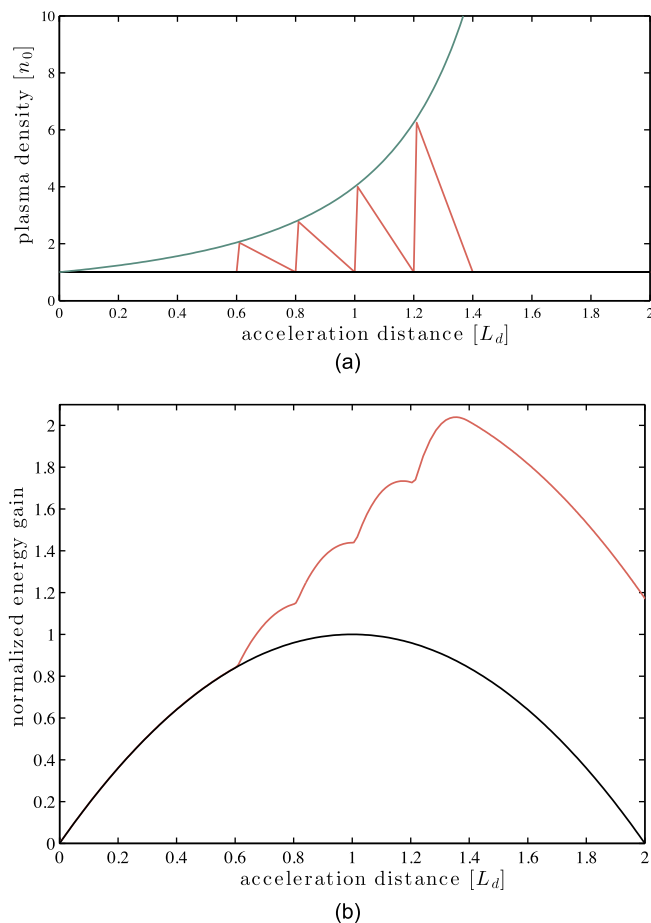 10
8
6
4
2
0
plasma density [n₀]
0 0.2 0.4 0.6 0.8 1 1.2 1.4 1.6 1.8 2
acceleration distance [L_d]
(a)
2
1.8
1.6
1.4
1.2
1
0.8
0.6
0.4
0.2
0
normalized energy gain
0 0.2 0.4 0.6 0.8 1 1.2 1.4 1.6 1.8 2
acceleration distance [L_d]
(b)